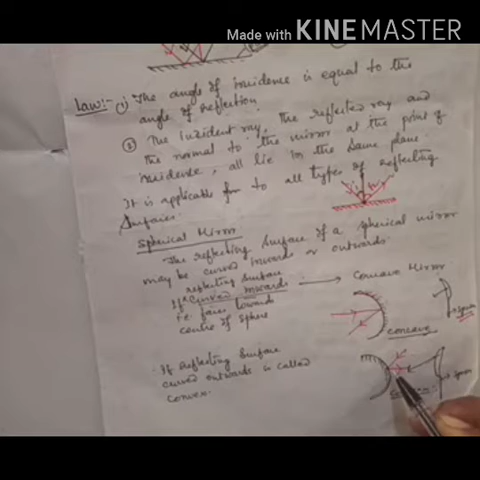 Made with KINEMASTER
Law:- (1) The angle of incidence is equal to the
angle of reflection.
(2) The incident ray, the reflected ray and
the normal to the mirror at the point of
incidence, all lie in the same plane.
It is applicable to all types of reflecting
Surfaces.
i r
Spherical Mirror
The reflecting surface of a spherical mirror
may be curved inwards or outwards.
reflecting surface
If curved inwards → Concave Mirror
i.e. faces towards
centre of sphere
Concave
spoon
If reflecting surface
curved outwards is called
convex.
spoon